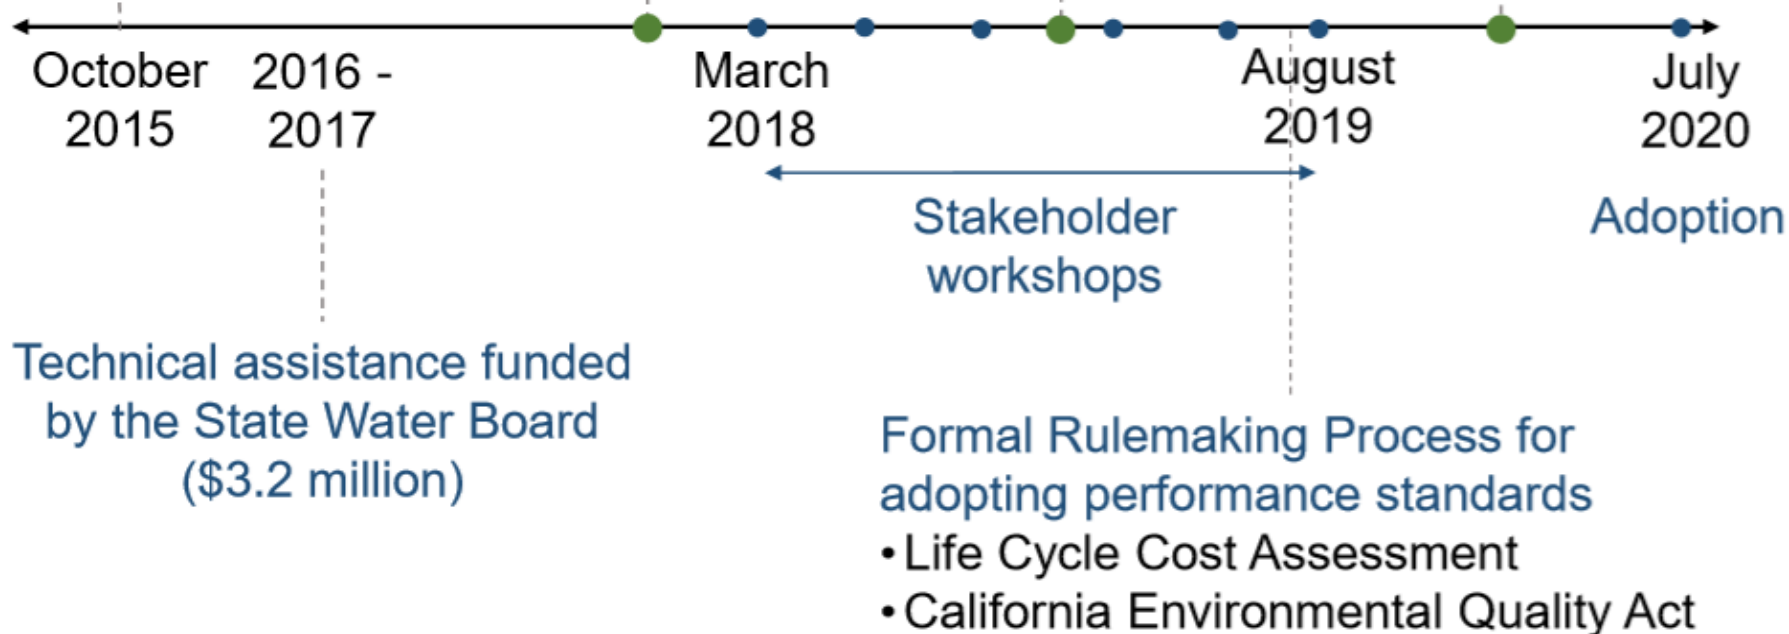 October 2015
2016 - 2017
March 2018
August 2019
July 2020
Stakeholder
workshops
Adoption
Technical assistance funded
by the State Water Board
($3.2 million)
Formal Rulemaking Process for
adopting performance standards
• Life Cycle Cost Assessment
• California Environmental Quality Act